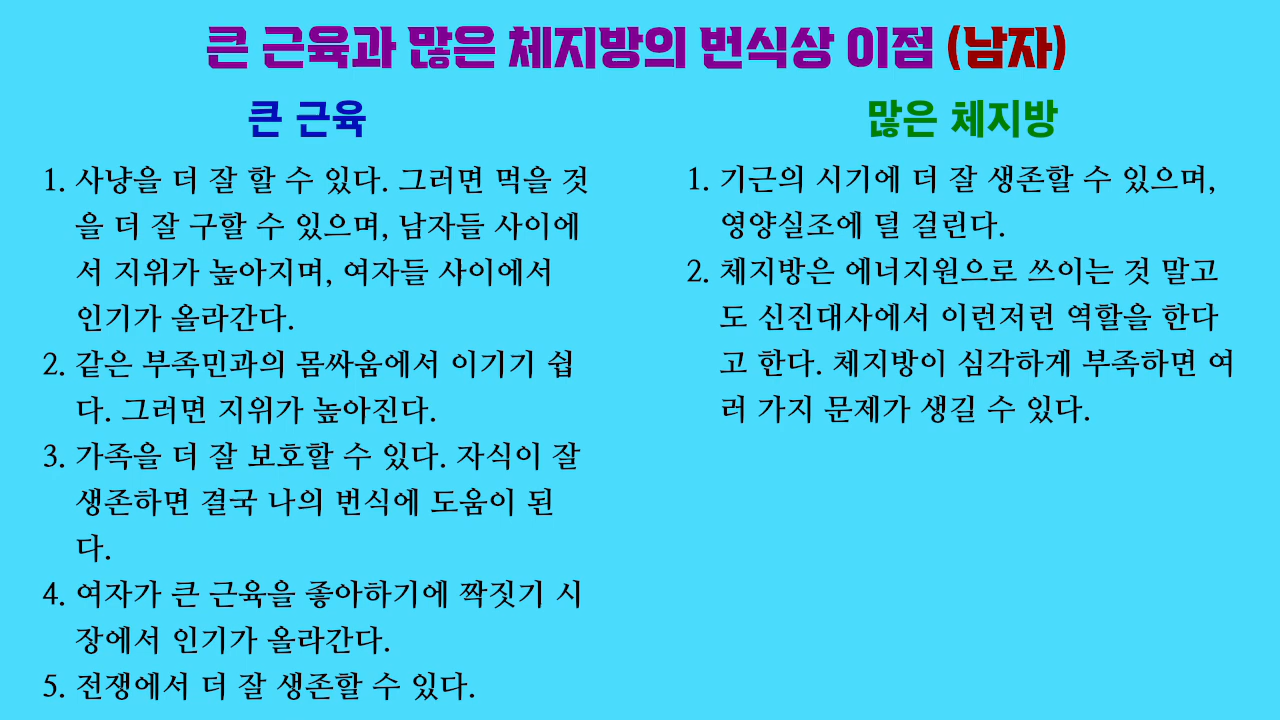 큰 근육과 많은 체지방의 번식상 이점 (남자)
큰 근육
1. 사냥을 더 잘 할 수 있다. 그러면 먹을 것
을 더 잘 구할 수 있으며, 남자들 사이에
서 지위가 높아지며, 여자들 사이에서
인기가 올라간다.
2. 같은 부족민과의 몸싸움에서 이기기 쉽
다. 그러면 지위가 높아진다.
3. 가족을 더 잘 보호할 수 있다. 자식이 잘
생존하면 결국 나의 번식에 도움이 된
다.
4. 여자가 큰 근육을 좋아하기에 짝짓기 시
장에서 인기가 올라간다.
5. 전쟁에서 더 잘 생존할 수 있다.
많은 체지방
1. 기근의 시기에 더 잘 생존할 수 있으며,
영양실조에 덜 걸린다.
2. 체지방은 에너지원으로 쓰이는 것 말고
도 신진대사에서 이런저런 역할을 한다
고 한다. 체지방이 심각하게 부족하면 여
러 가지 문제가 생길 수 있다.